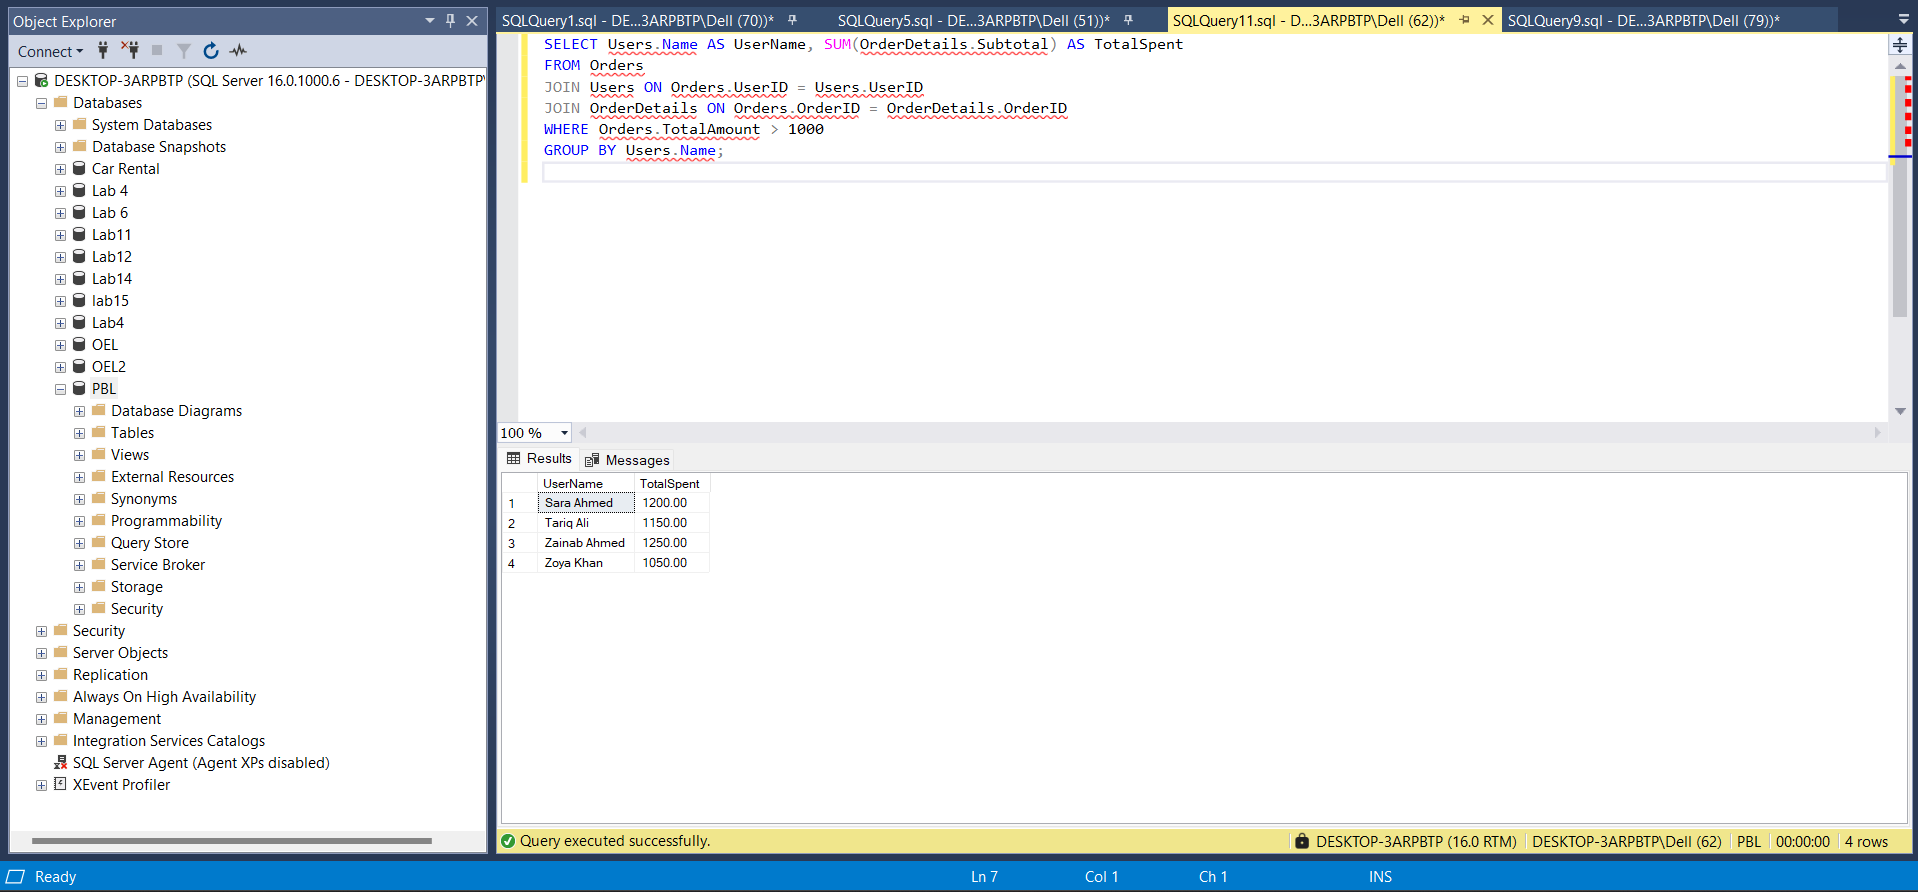 Object Explorer
Connect
DESKTOP-3ARPBTP (SQL Server 16.0.1000.6 - DESKTOP-3ARPBTP\
Databases
System Databases
Database Snapshots
Car Rental
Lab 4
Lab 6
Lab11
Lab12
Lab14
lab15
Lab4
OEL
OEL2
PBL
Database Diagrams
Tables
Views
External Resources
Synonyms
Programmability
Query Store
Service Broker
Storage
Security
Security
Server Objects
Replication
Always On High Availability
Management
Integration Services Catalogs
SQL Server Agent (Agent XPs disabled)
XEvent Profiler
SQLQuery1.sql - DE...3ARPBTP\Dell (70))* SQLQuery5.sql - DE...3ARPBTP\Dell (51))* SQLQuery11.sql - D...3ARPBTP\Dell (62))* SQLQuery9.sql - DE...3ARPBTP\Dell (79))*
SELECT Users.Name AS UserName, SUM(OrderDetails.Subtotal) AS TotalSpent
FROM Orders
JOIN Users ON Orders.UserID = Users.UserID
JOIN OrderDetails ON Orders.OrderID = OrderDetails.OrderID
WHERE Orders.TotalAmount > 1000
GROUP BY Users.Name;
100 %
Results Messages
UserName TotalSpent
1 Sara Ahmed 1200.00
2 Tariq Ali 1150.00
3 Zainab Ahmed 1250.00
4 Zoya Khan 1050.00
Query executed successfully. DESKTOP-3ARPBTP (16.0 RTM) DESKTOP-3ARPBTP\Dell (62) PBL 00:00:00 4 rows
Ready Ln 7 Col 1 Ch 1 INS